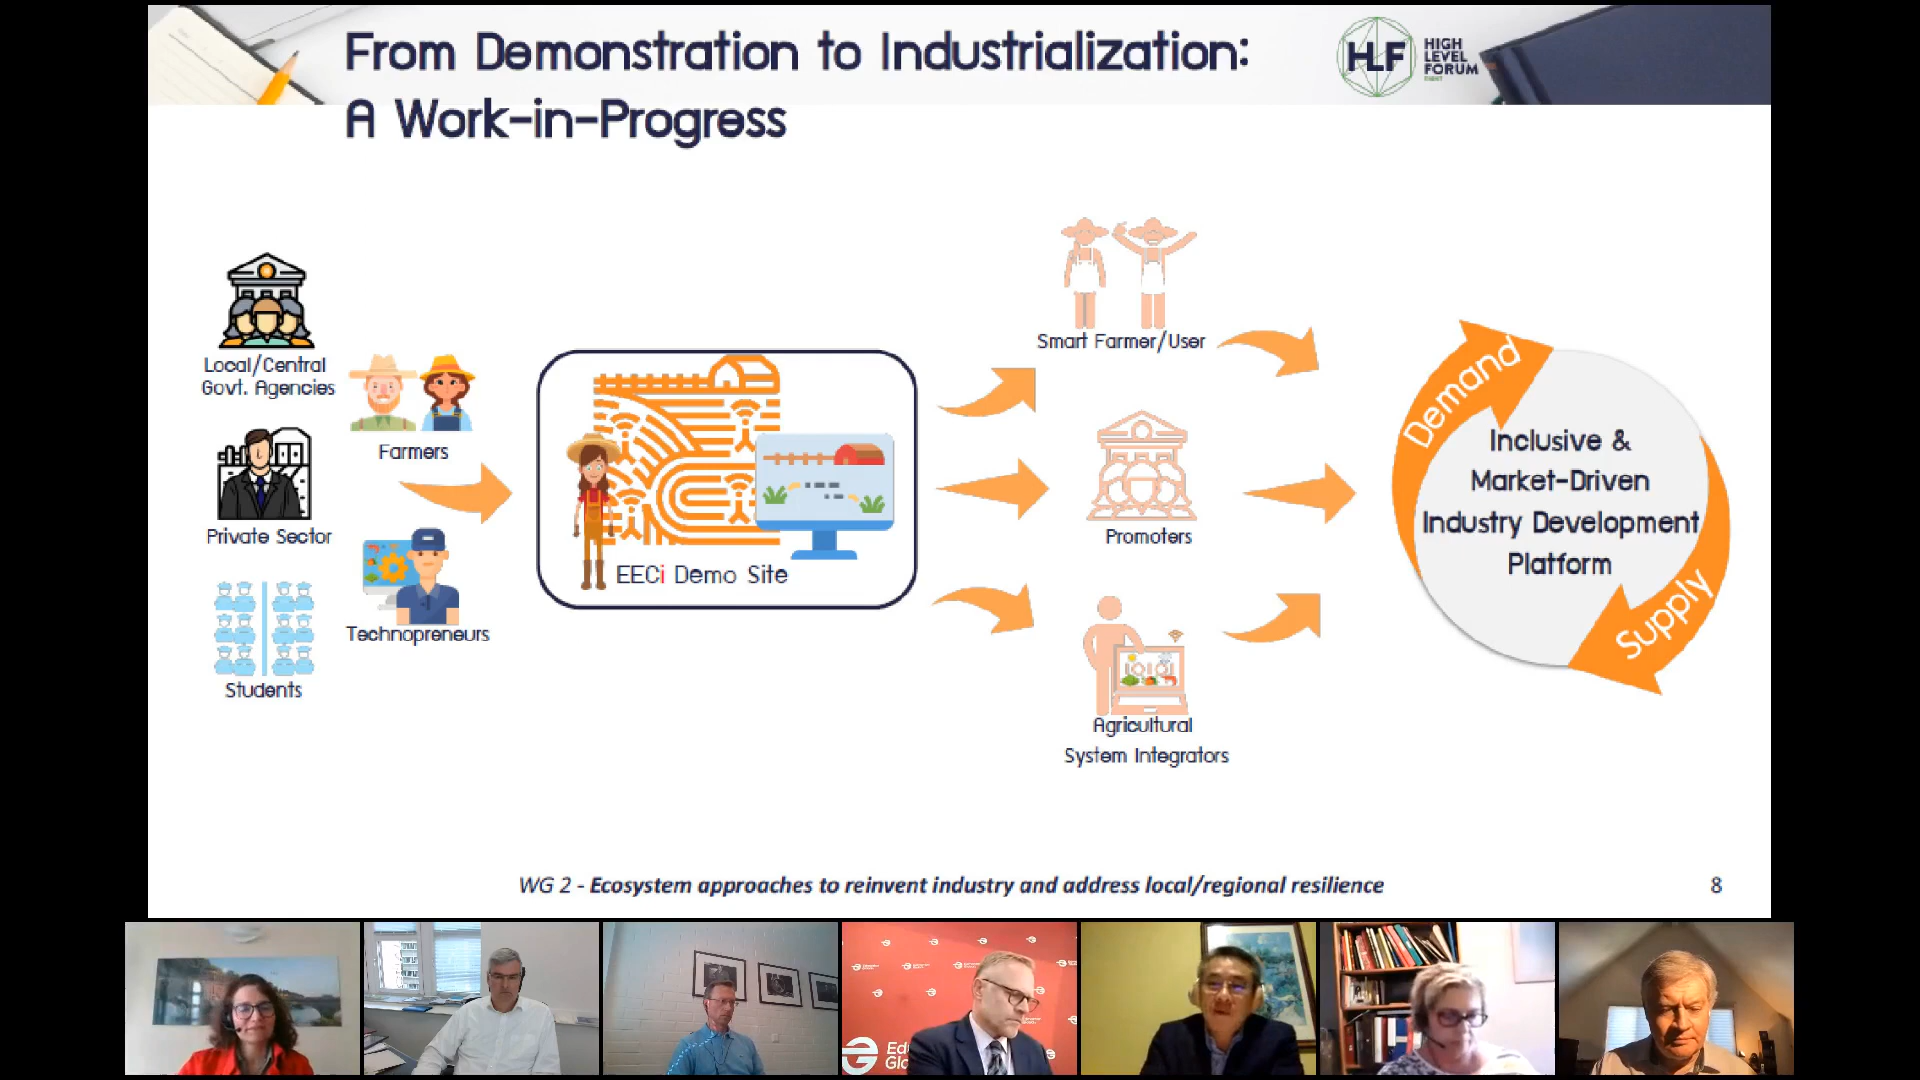 From Demonstration to Industrialization:
A Work-in-Progress
HLF
HIGH
LEVEL
FORUM
Local/Central
Govt. Agencies
Farmers
Private Sector
Technopreneurs
Students
EECi Demo Site
Smart Farmer/User
Promoters
Agricultural
System Integrators
Demand
Inclusive &
Market-Driven
Industry Development
Platform
Supply
WG 2 - Ecosystem approaches to reinvent industry and address local/regional resilience
8